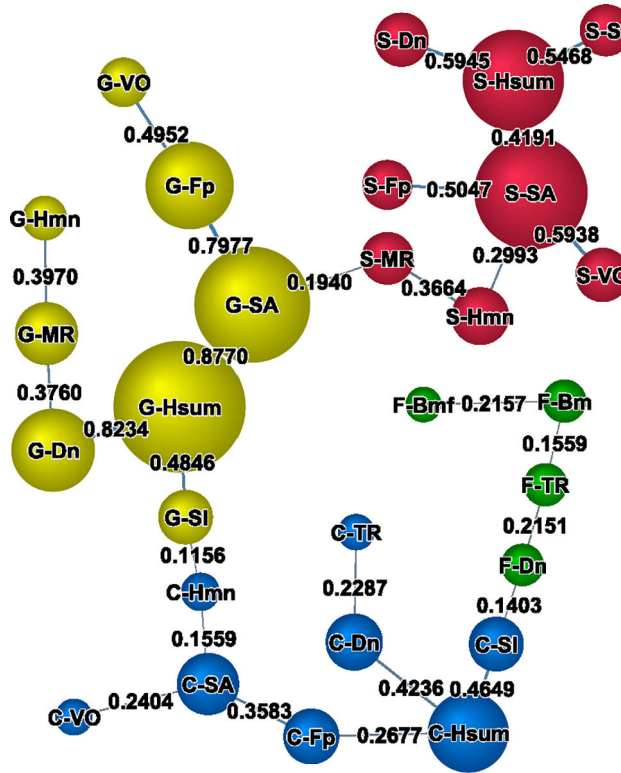 S-Dn
S-S
0.5945
0.5468
S-Hsum
G-VO
0.4952
0.4191
G-Fp
S-Fp
0.5047
S-SA
G-Hmn
0.7977
0.5938
S-MR
0.2993
S-VO
0.3970
0.1940
0.3664
G-SA
S-Hmn
G-MR
0.8770
0.3760
G-Hsum
F-Bmf
0.2157
F-Bm
0.8234
G-Dn
0.1559
0.4846
F-TR
G-SI
C-TR
0.2151
0.1156
F-Dn
C-Hmn
0.2287
0.1403
0.1559
C-Dn
C-SI
C-SA
0.4236
0.4649
0.2404
C-VO
0.3583
C-Fp
0.2677
C-Hsum